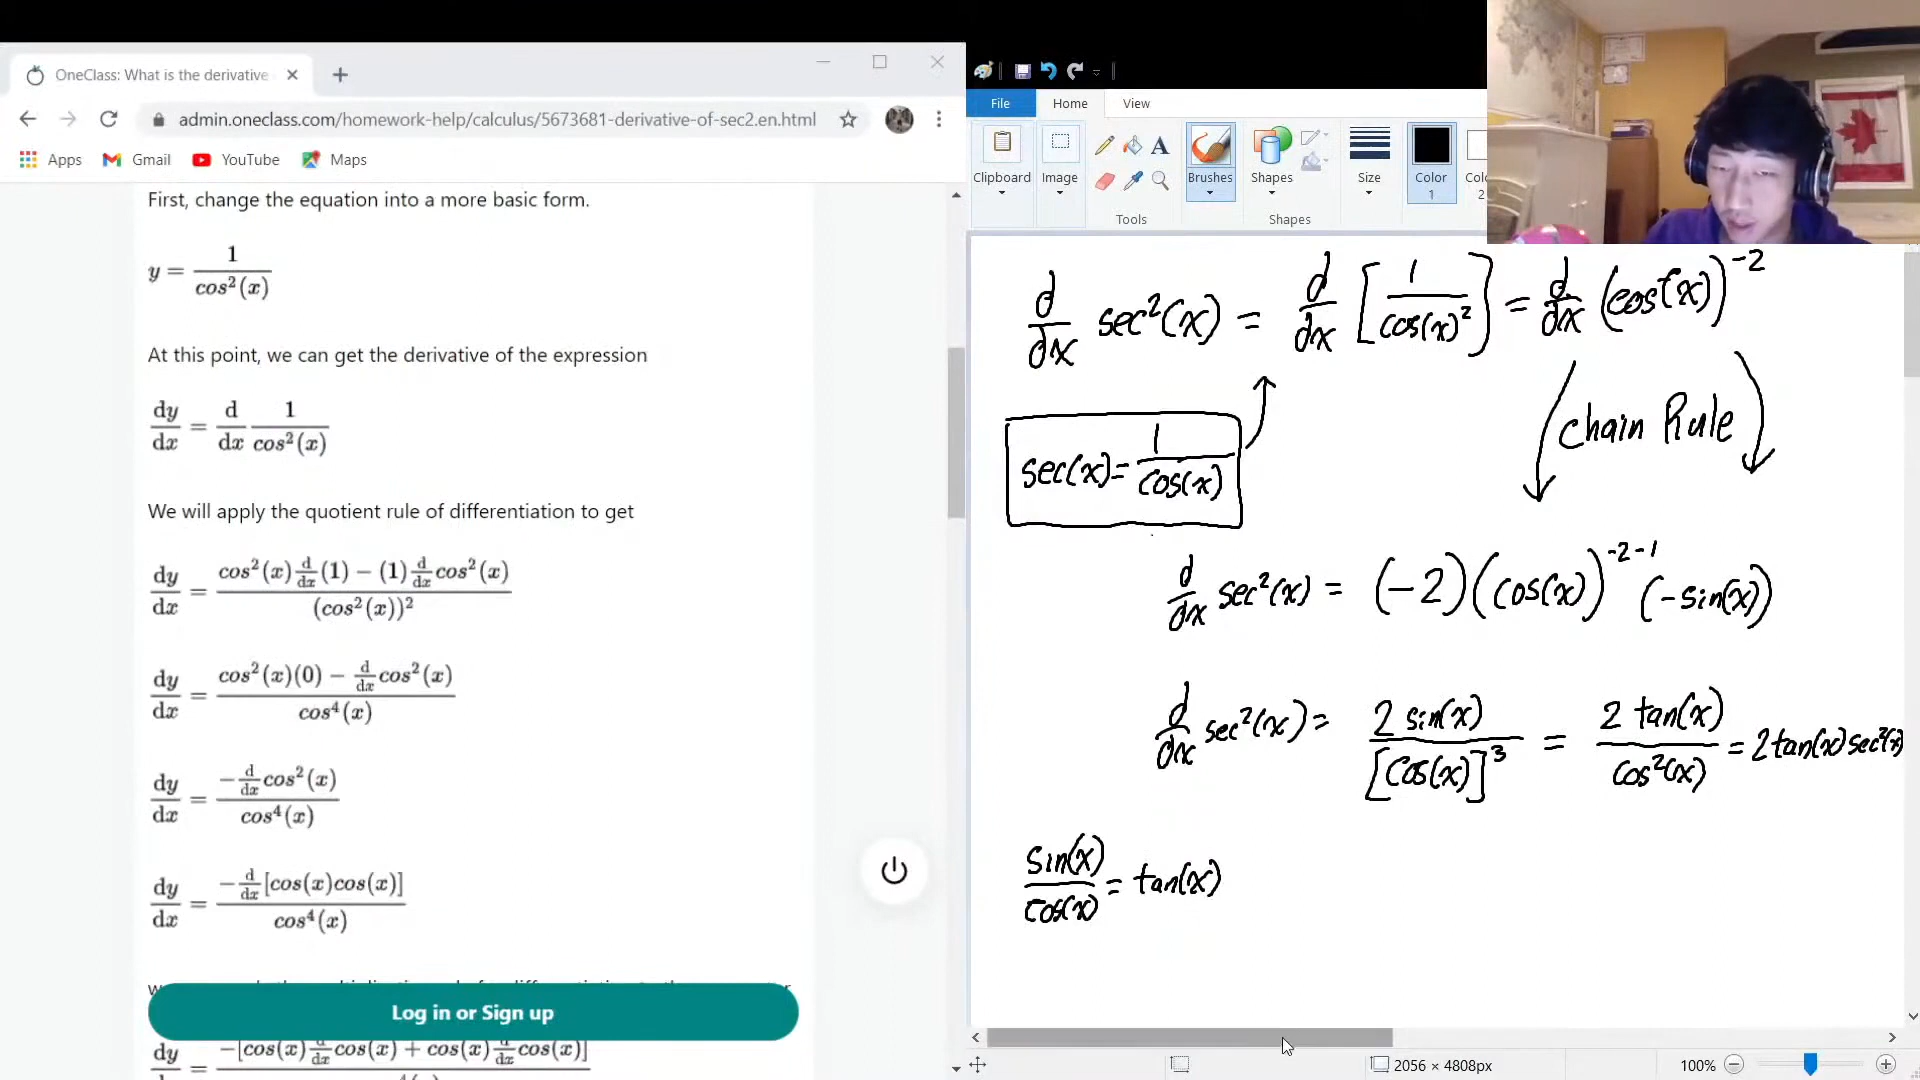 OneClass: What is the derivative
admin.oneclass.com/homework-help/calculus/5673681-derivative-of-sec2.en.html
Apps Gmail YouTube Maps
First, change the equation into a more basic form.
y = 1/cos²(x)
At this point, we can get the derivative of the expression
dy/dx = d/dx 1/cos²(x)
We will apply the quotient rule of differentiation to get
dy/dx = (cos²(x) d/dx (1) − (1) d/dx cos²(x))/(cos²(x))²
dy/dx = (cos²(x)(0) − d/dx cos²(x))/cos⁴(x)
dy/dx = (− d/dx cos²(x))/cos⁴(x)
dy/dx = (− d/dx [cos(x)cos(x)])/cos⁴(x)
Log in or Sign up
dy/dx = −[cos(x) d/dx cos(x) + cos(x) d/dx cos(x)]
File Home View
Clipboard Image Brushes Shapes Size Color 1
Tools Shapes
d/dx sec²(x) = d/dx [1/cos(x)²] = d/dx (cos(x))⁻²
sec(x) = 1/cos(x)
Chain Rule
d/dx sec²(x) = (−2)(cos(x))⁻²⁻¹ (−sin(x))
d/dx sec²(x) = 2 sin(x)/[cos(x)]³ = 2 tan(x)/cos²(x) = 2tan(x)sec²(x)
sin(x)/cos(x) = tan(x)
2056 × 4808px 100%